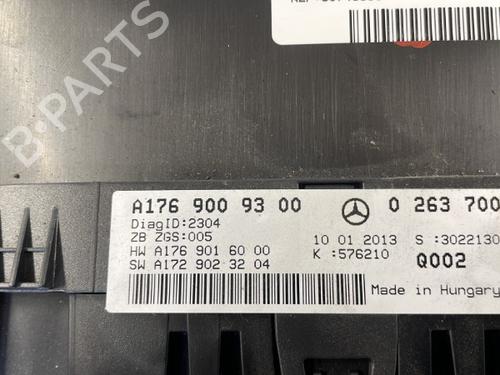 B-PARTS
A176 900 93 00
0 263 700
DiagID:2304
ZB ZGS:005
10 01 2013
S :3022130
HW A176 901 60 00
K :576210
Q002
SW A172 902 32 04
Made in Hungary